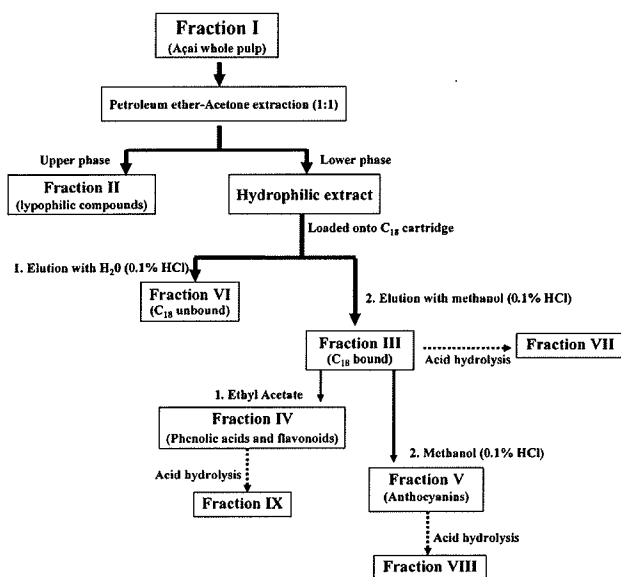 Fraction I
(Açai whole pulp)
Petroleum ether-Acetone extraction (1:1)
Upper phase
Lower phase
Fraction II
(lypophilic compounds)
Hydrophilic extract
Loaded onto C18 cartridge
1. Elution with H20 (0.1% HCl)
Fraction VI
(C18 unbound)
2. Elution with methanol (0.1% HCl)
Fraction III
(C18 bound)
Acid hydrolysis
Fraction VII
1. Ethyl Acetate
Fraction IV
(Phenolic acids and flavonoids)
2. Methanol (0.1% HCl)
Acid hydrolysis
Fraction V
(Anthocyanins)
Fraction IX
Acid hydrolysis
Fraction VIII